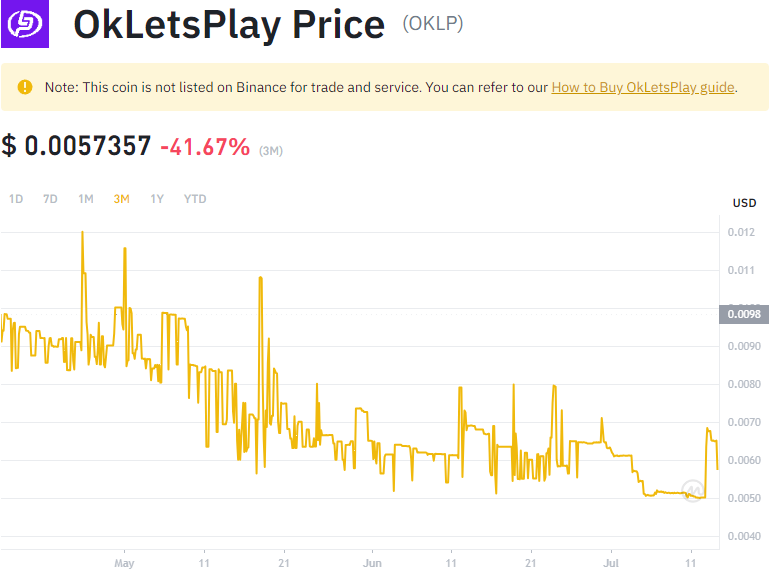 OkLetsPlay Price (OKLP)
Note: This coin is not listed on Binance for trade and service. You can refer to our How to Buy OkLetsPlay guide.
$ 0.0057357 -41.67% (3M)
1D 7D 1M 3M 1Y YTD
USD
0.012
0.011
0.0098
0.0090
0.0080
0.0070
0.0060
0.0050
0.0040
May 11 21 Jun 11 21 Jul 11